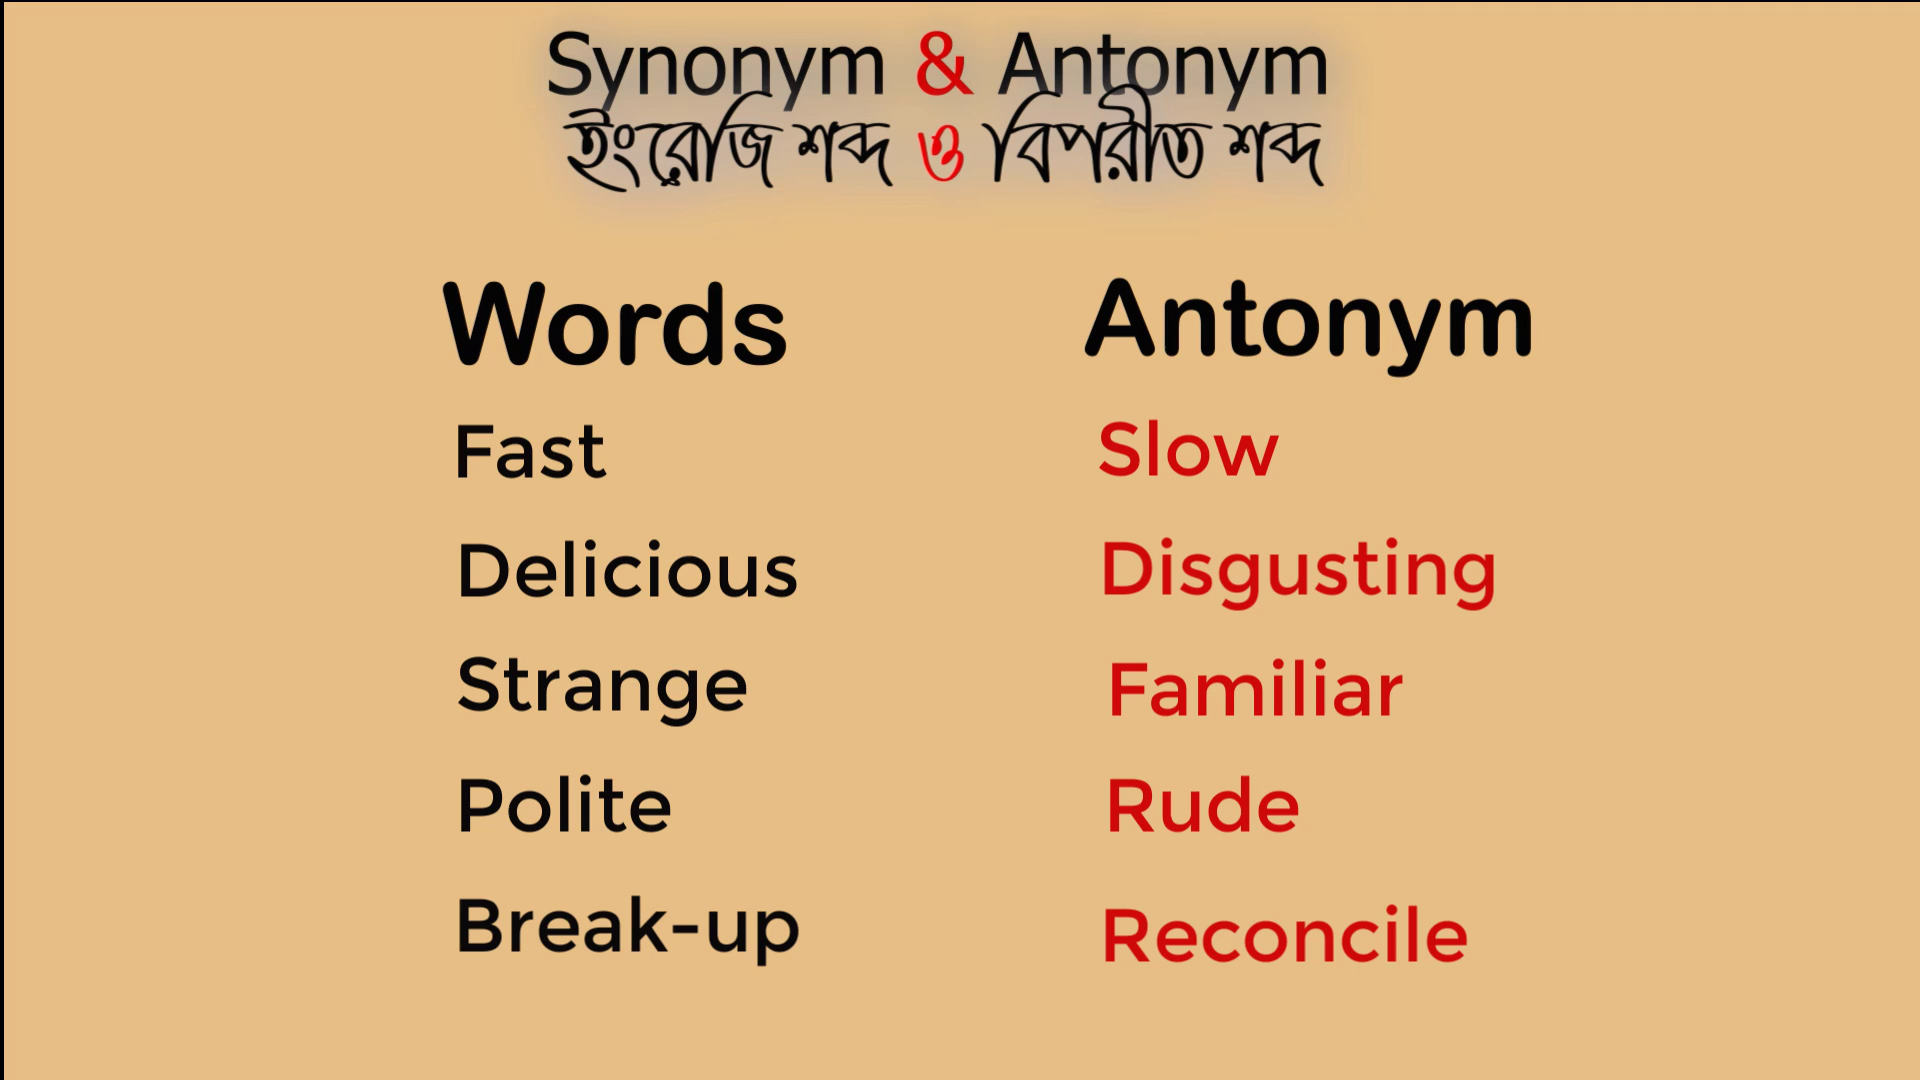 Synonym & Antonym
ইংরেজি শব্দ ও বিপরীত শব্দ
Words Antonym
Fast Slow
Delicious Disgusting
Strange Familiar
Polite Rude
Break-up Reconcile